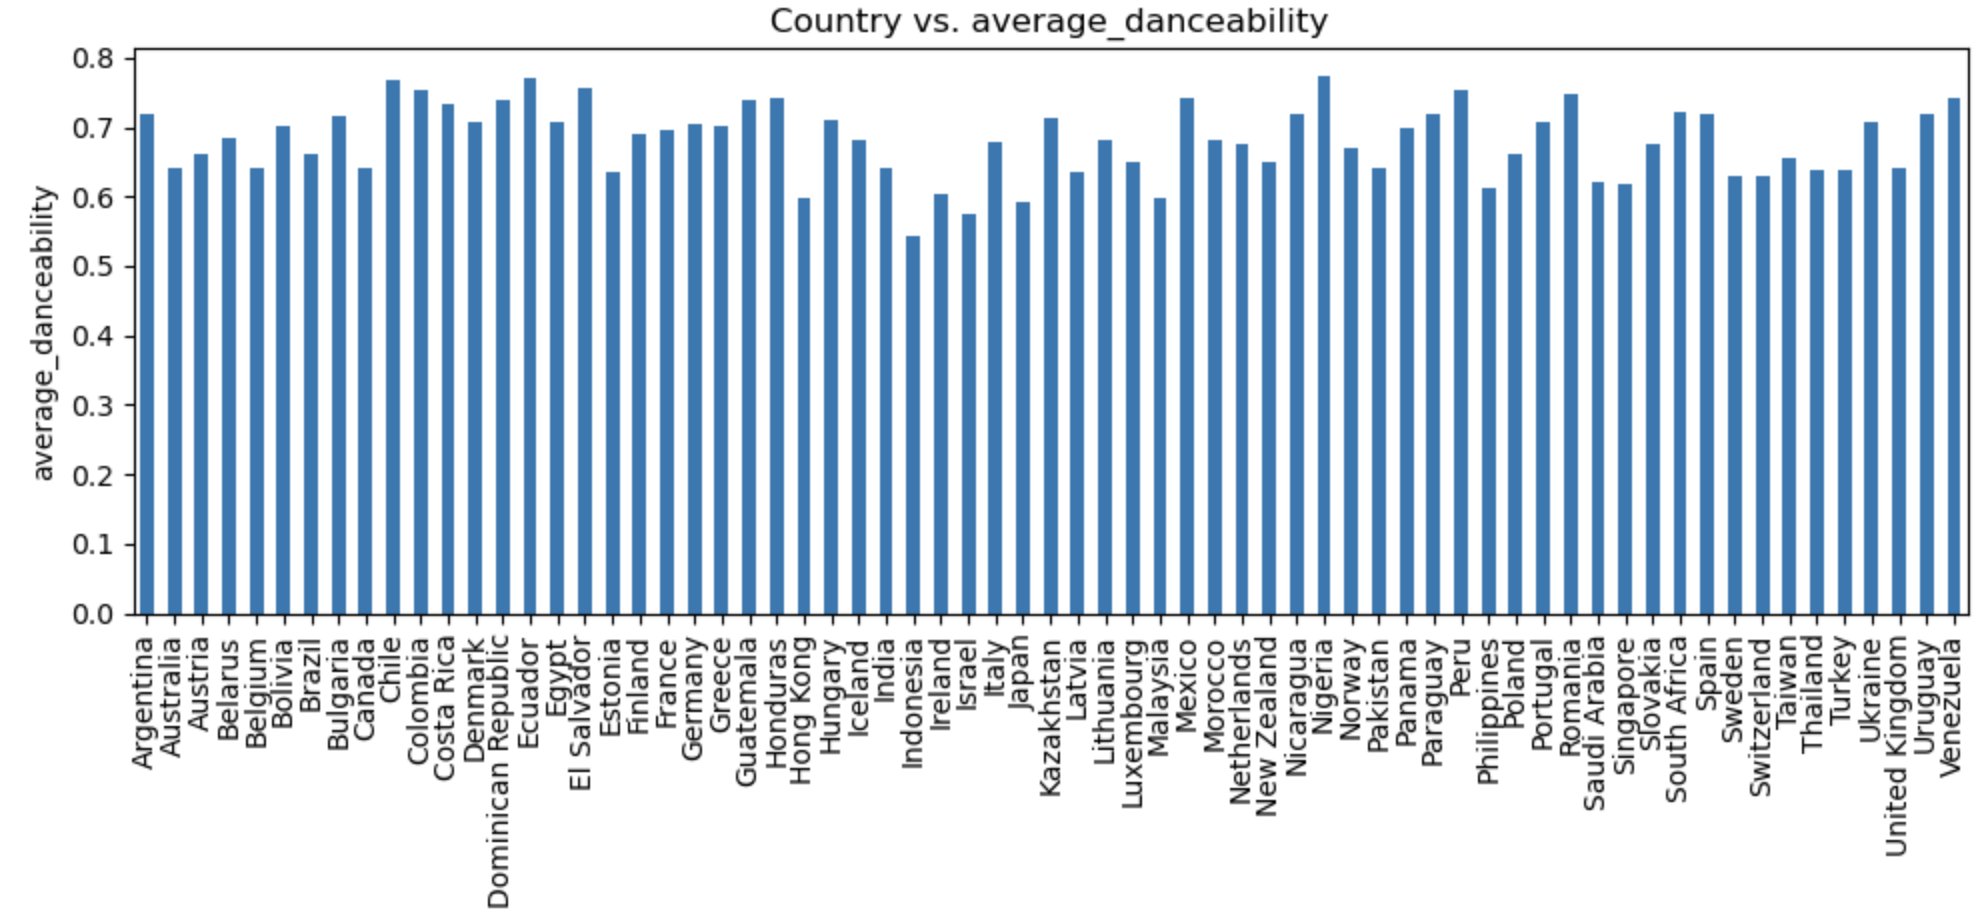 Country vs. average_danceability
average_danceability
0.8
0.7
0.6
0.5
0.4
0.3
0.2
0.1
0.0
Argentina
Australia
Austria
Belarus
Belgium
Bolivia
Brazil
Bulgaria
Canada
Chile
Colombia
Costa Rica
Denmark
Dominican Republic
Ecuador
Egypt
El Salvador
Estonia
Finland
France
Germany
Greece
Guatemala
Honduras
Hong Kong
Hungary
Iceland
India
Indonesia
Ireland
Israel
Italy
Japan
Kazakhstan
Latvia
Lithuania
Luxembourg
Malaysia
Mexico
Morocco
Netherlands
New Zealand
Nicaragua
Nigeria
Norway
Pakistan
Panama
Paraguay
Peru
Philippines
Poland
Portugal
Romania
Saudi Arabia
Singapore
Slovakia
South Africa
Spain
Sweden
Switzerland
Taiwan
Thailand
Turkey
Ukraine
United Kingdom
Uruguay
Venezuela